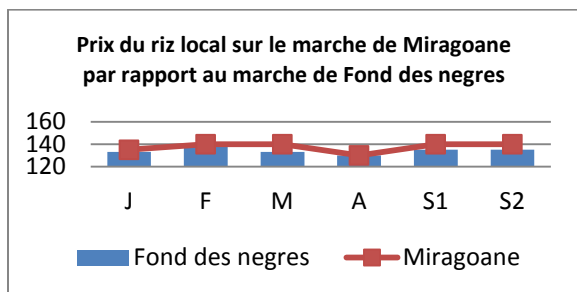 Prix du riz local sur le marche de Miragoane
par rapport au marche de Fond des negres
160
140
120
J F M A S1 S2
Fond des negres Miragoane